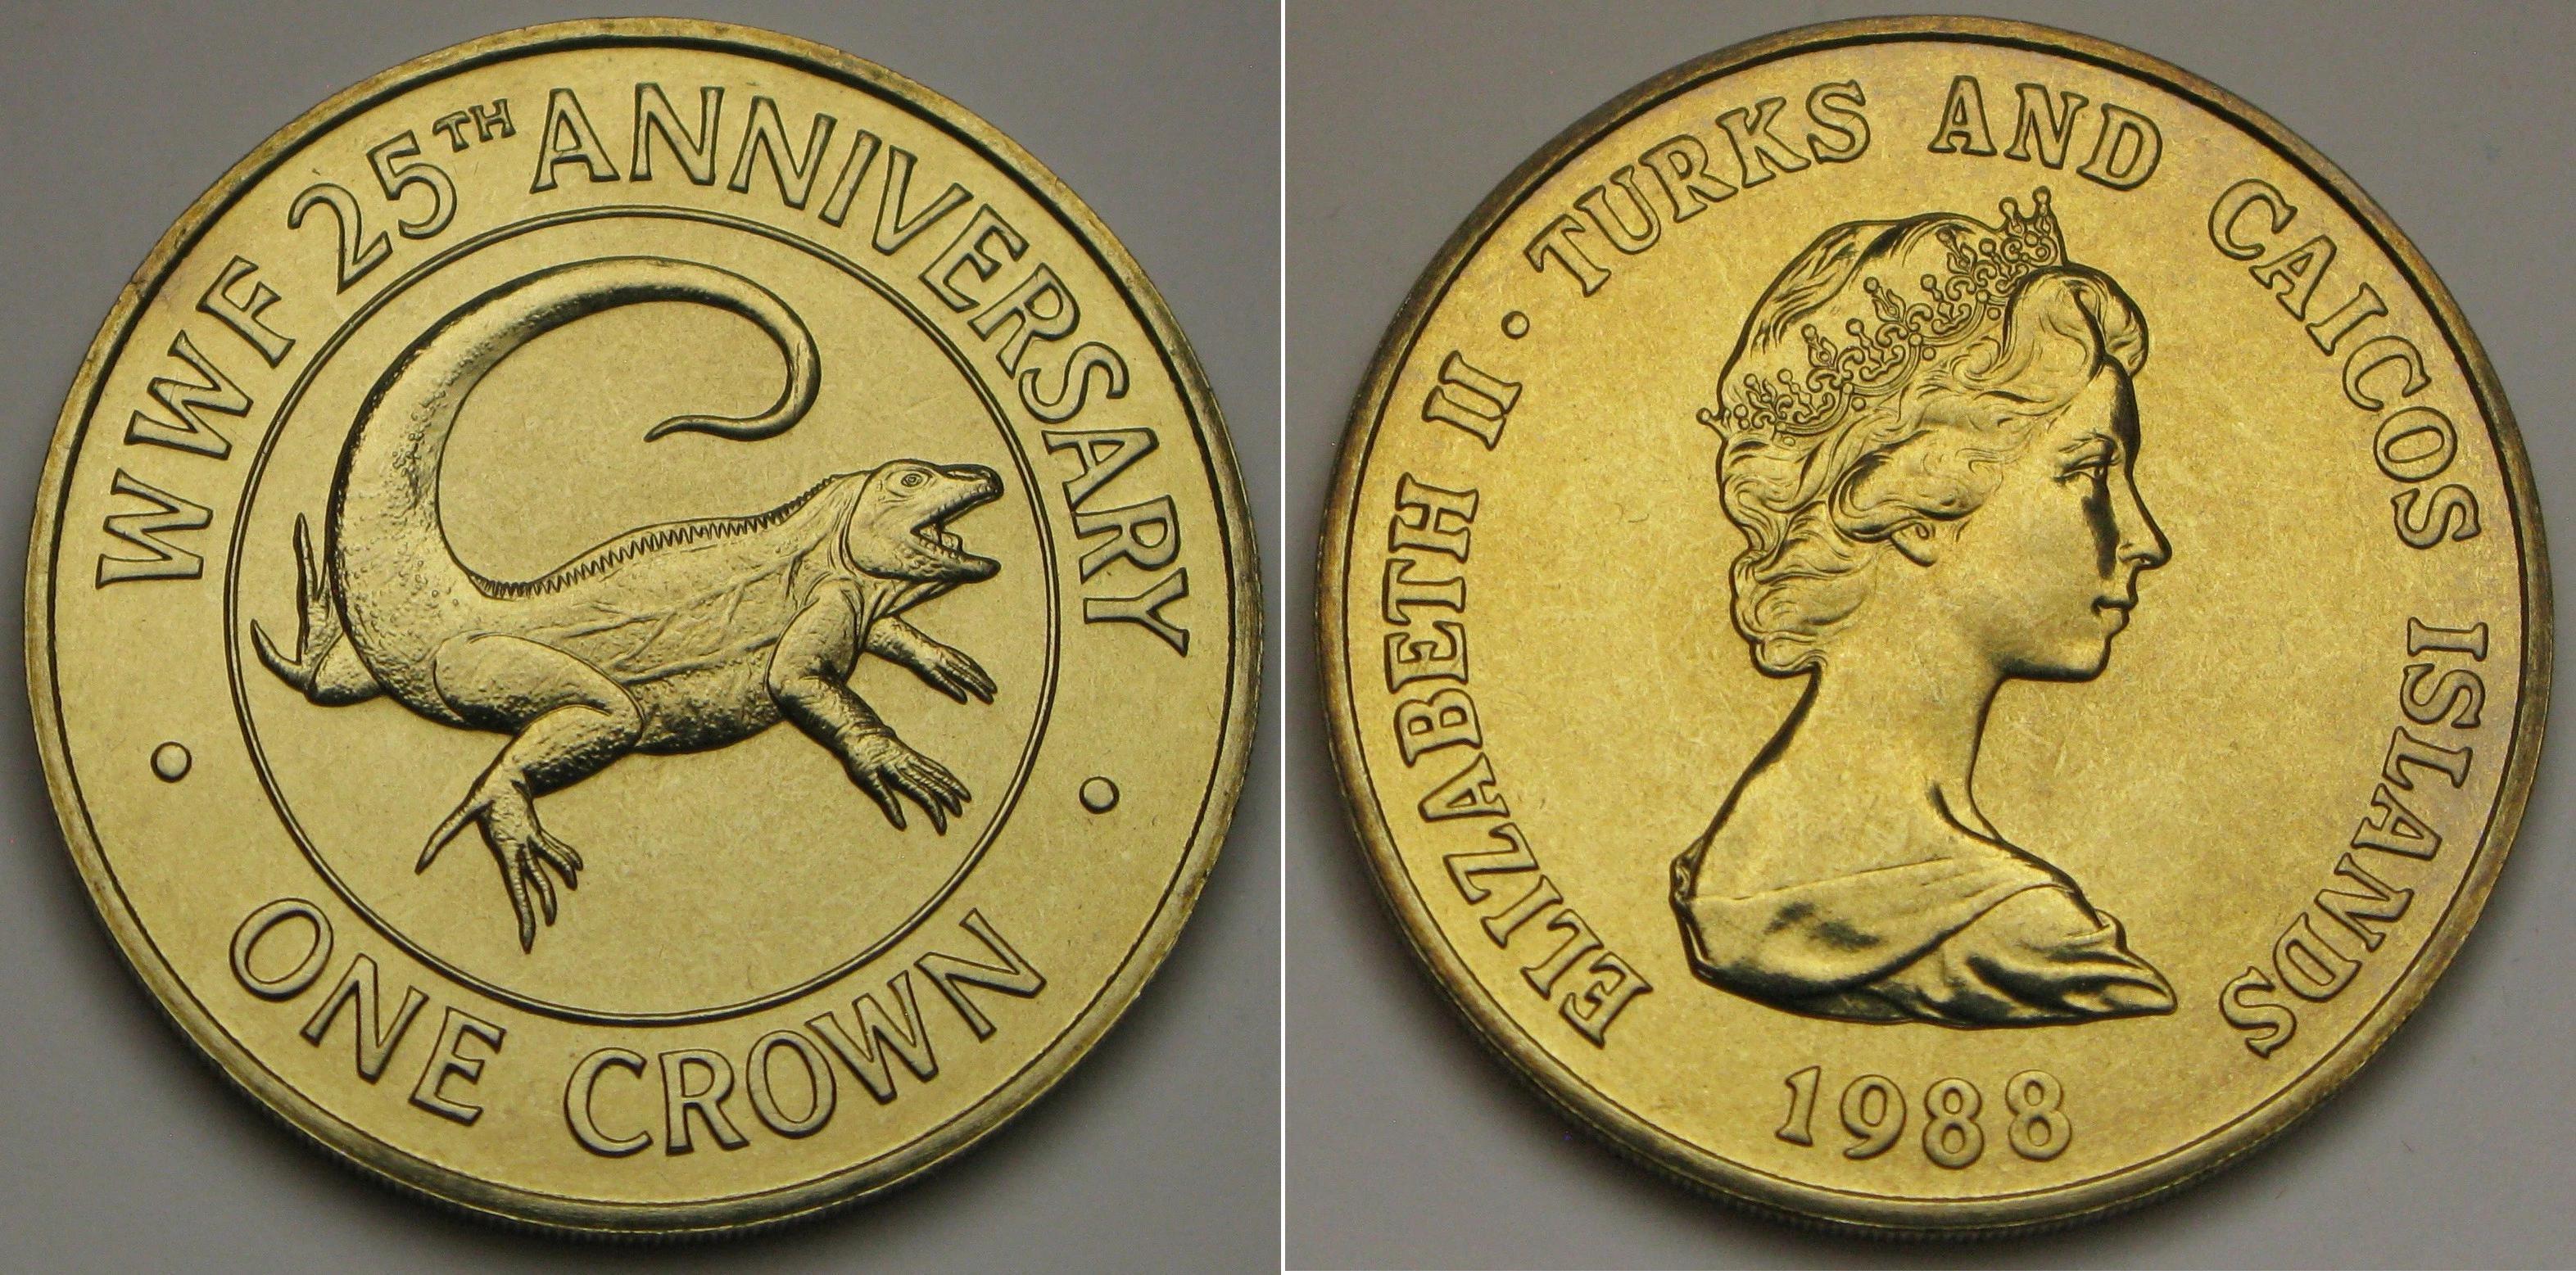 WWF 25TH ANNIVERSARY
• ONE CROWN •
ELIZABETH II • TURKS AND CAICOS ISLANDS
1988